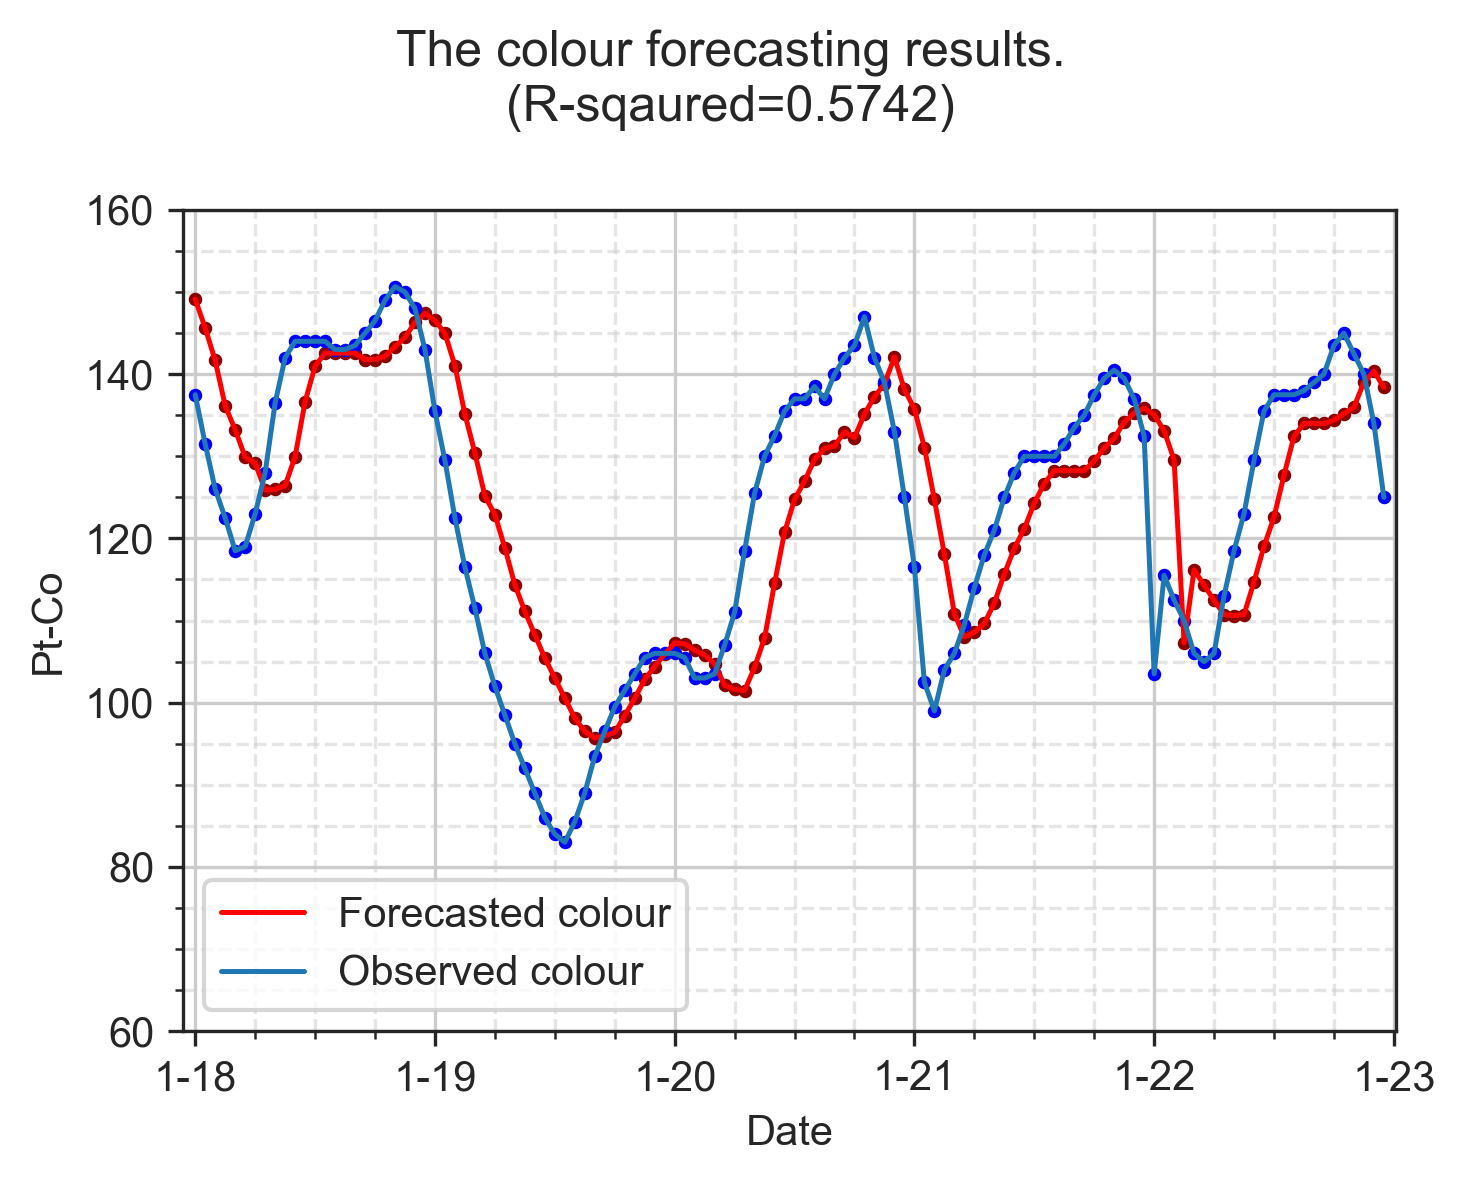 The colour forecasting results.
(R-sqaured=0.5742)
Pt-Co
160
140
120
100
80
60
Forecasted colour
Observed colour
1-18
1-19
1-20
1-21
1-22
1-23
Date